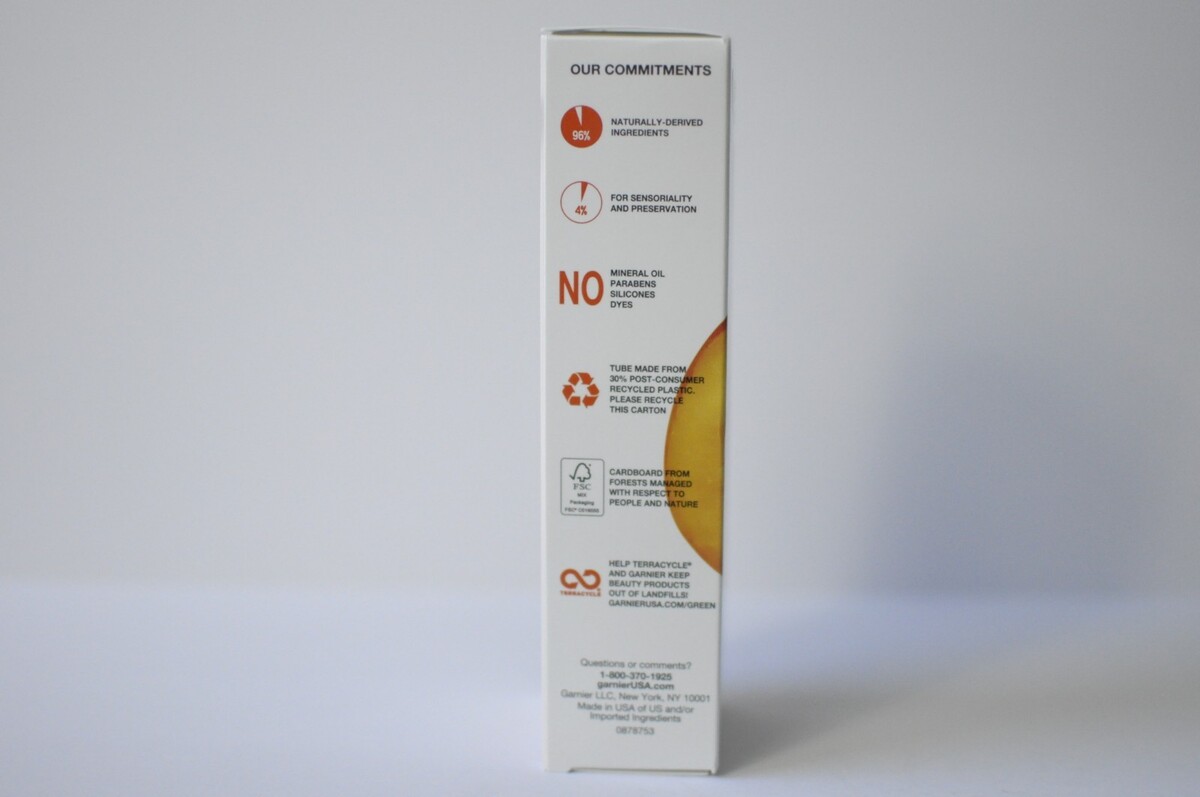 OUR COMMITMENTS
96%
NATURALLY-DERIVED
INGREDIENTS
4%
FOR SENSORIALITY
AND PRESERVATION
NO
MINERAL OIL
PARABENS
SILICONES
DYES
TUBE MADE FROM
30% POST-CONSUMER
RECYCLED PLASTIC.
PLEASE RECYCLE
THIS CARTON
FSC
MIX
Packaging
CARDBOARD FROM
FORESTS MANAGED
WITH RESPECT TO
PEOPLE AND NATURE
TERRACYCLE
HELP TERRACYCLE®
AND GARNIER KEEP
BEAUTY PRODUCTS
OUT OF LANDFILLS!
GARNIERUSA.COM/GREEN
Questions or comments?
1-800-370-1925
garnierUSA.com
Garnier LLC, New York, NY 10001
Made in USA of US and/or
Imported Ingredients
0878753